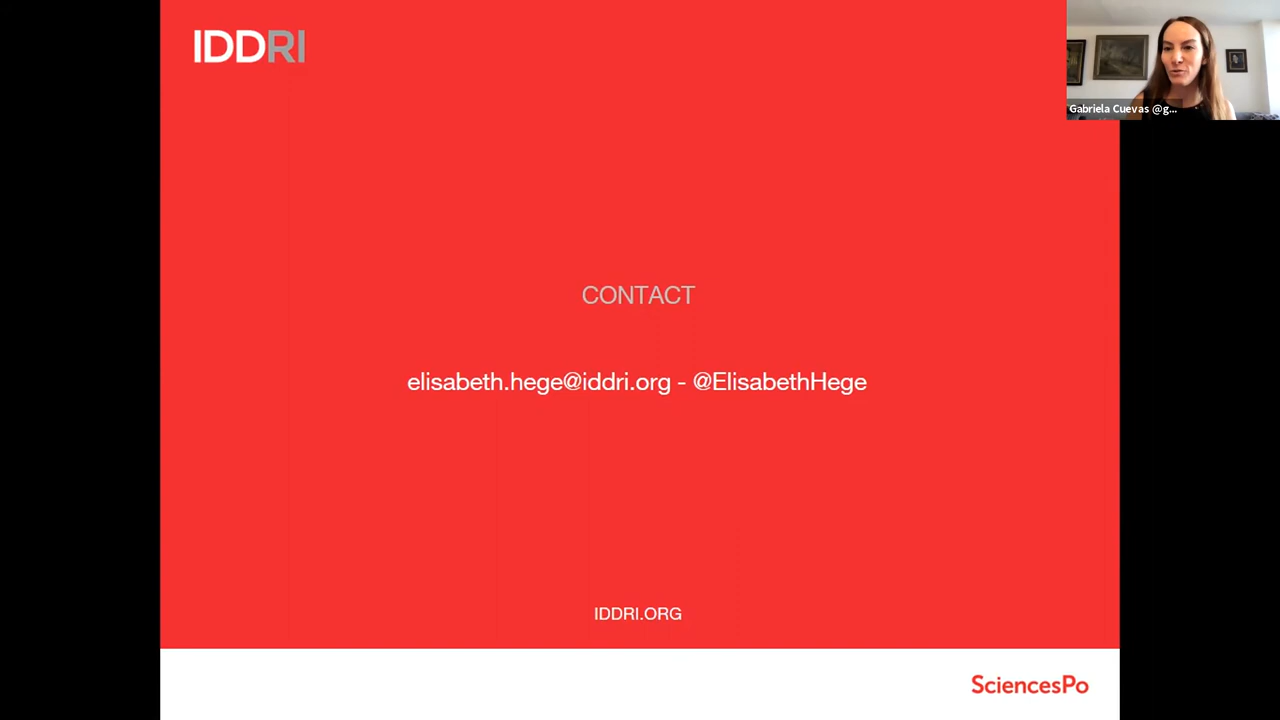 IDDRI
Gabriela Cuevas @g...
CONTACT
elisabeth.hege@iddri.org - @ElisabethHege
IDDRI.ORG
SciencesPo